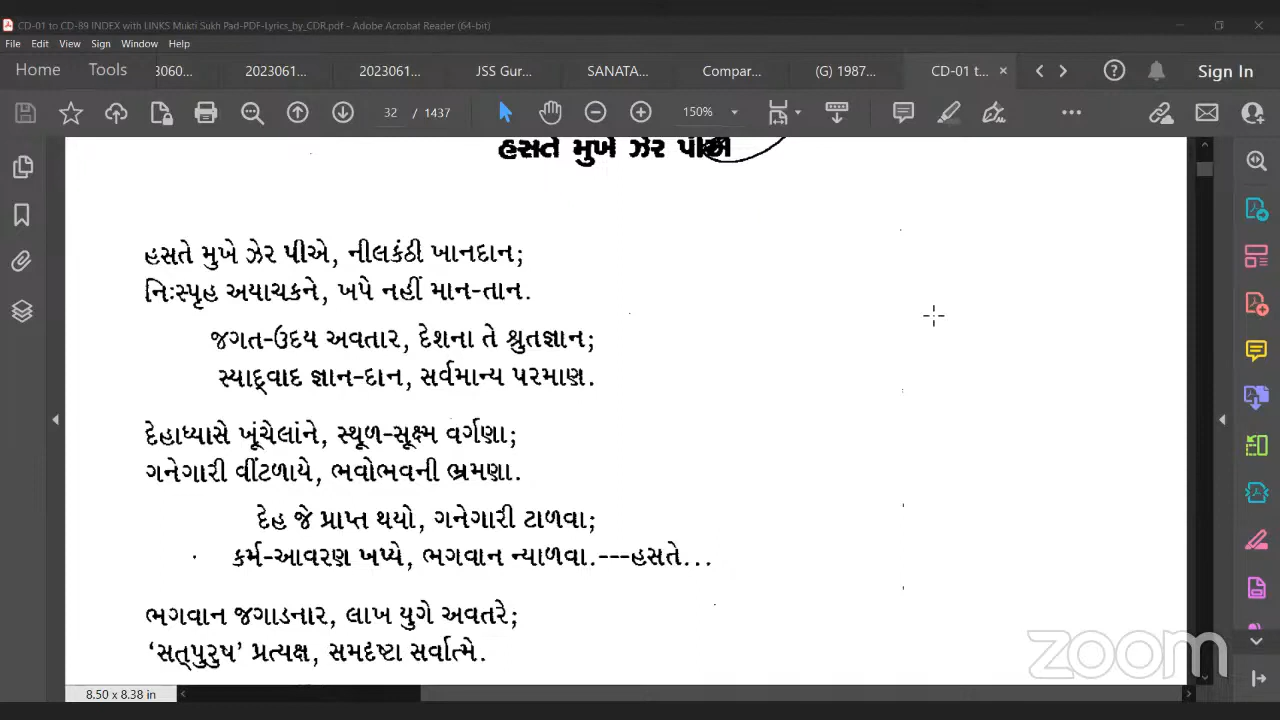 CD-01 to CD-89 INDEX with LINKS Mukti Sukh Pad-PDF-Lyrics_by_CDR.pdf - Adobe Acrobat Reader (64-bit)
File Edit View Sign Window Help
Home Tools 3060... 2023061... 2023061... JSS Gur... SANATA... Compar... (G) 1987... CD-01 t... Sign In
32 / 1437 150%
હસતે મુખે ઝેર પીએ
હસતે મુખે ઝેર પીએ, નીલકંઠી ખાનદાન;
નિઃસ્પૃહ અયાચકને, ખપે નહીં માન-તાન.
જગત-ઉદય અવતાર, દેશના તે શ્રુતજ્ઞાન;
સ્યાદ્‌વાદ જ્ઞાન-દાન, સર્વમાન્ય પરમાણ.
દેહાધ્યાસે ખૂંચેલાંને, સ્થૂળ-સૂક્ષ્મ વર્ગણા;
ગનેગારી વીંટળાયે, ભવોભવની ભ્રમણા.
દેહ જે પ્રાપ્ત થયો, ગનેગારી ટાળવા;
કર્મ-આવરણ ખપ્યે, ભગવાન ન્યાળવા.---હસતે...
ભગવાન જગાડનાર, લાખ યુગે અવતરે;
‘સત્‌પુરુષ’ પ્રત્યક્ષ, સમદષ્ટા સર્વાત્મે.
zoom
8.50 x 8.38 in